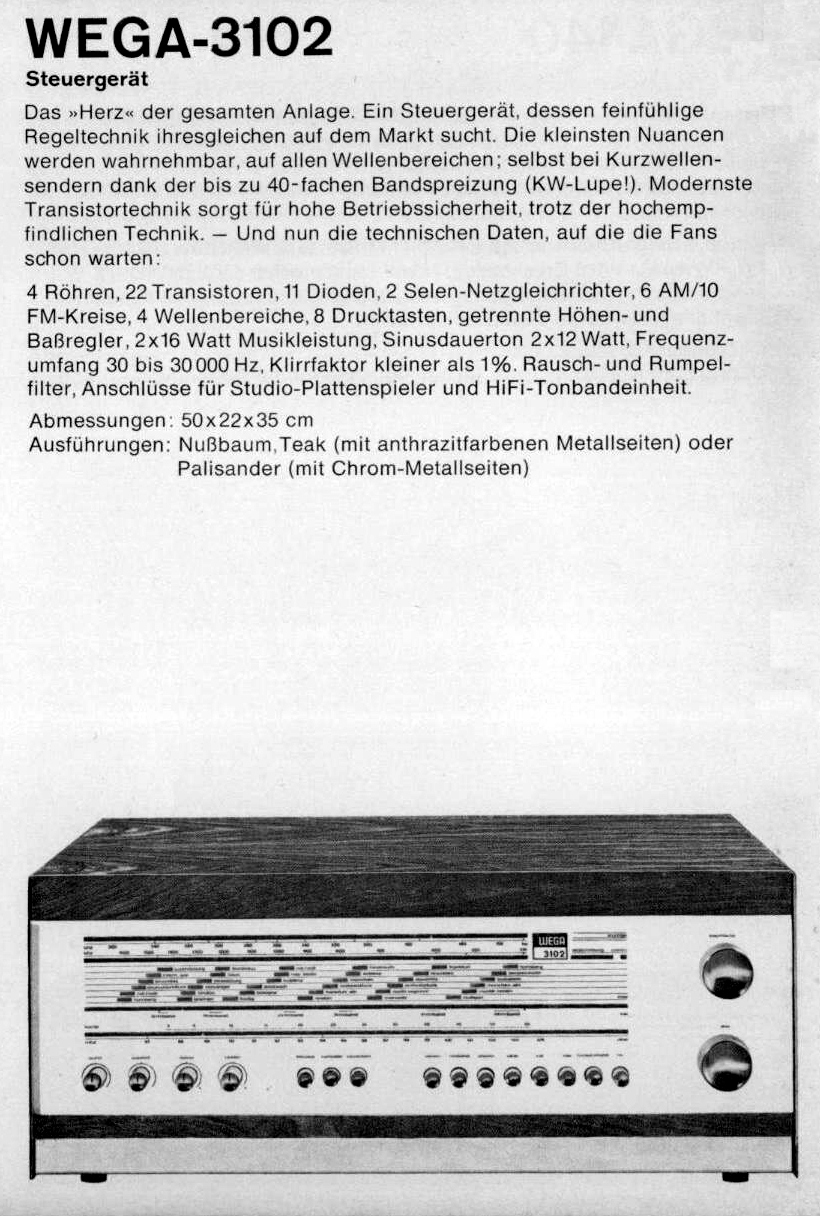 WEGA-3102
Steuergerät
Das »Herz« der gesamten Anlage. Ein Steuergerät, dessen feinfühlige
Regeltechnik ihresgleichen auf dem Markt sucht. Die kleinsten Nuancen
werden wahrnehmbar, auf allen Wellenbereichen; selbst bei Kurzwellen-
sendern dank der bis zu 40-fachen Bandspreizung (KW-Lupe!). Modernste
Transistortechnik sorgt für hohe Betriebssicherheit, trotz der hochemp-
findlichen Technik. — Und nun die technischen Daten, auf die die Fans
schon warten:
4 Röhren, 22 Transistoren, 11 Dioden, 2 Selen-Netzgleichrichter, 6 AM/10
FM-Kreise, 4 Wellenbereiche, 8 Drucktasten, getrennte Höhen- und
Baßregler, 2x16 Watt Musikleistung, Sinusdauerton 2x12 Watt, Frequenz-
umfang 30 bis 30 000 Hz, Klirrfaktor kleiner als 1%. Rausch- und Rumpel-
filter, Anschlüsse für Studio-Plattenspieler und HiFi-Tonbandeinheit.
Abmessungen: 50x22x35 cm
Ausführungen: Nußbaum, Teak (mit anthrazitfarbenen Metallseiten) oder
Palisander (mit Chrom-Metallseiten)
WEGA
3102